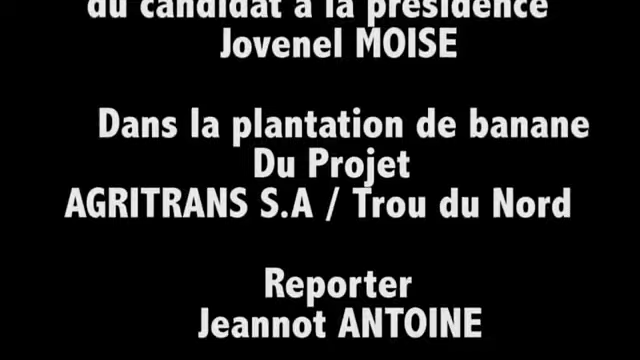 du candidat à la présidence
Jovenel MOISE
Dans la plantation de banane
Du Projet
AGRITRANS S.A / Trou du Nord
Reporter
Jeannot ANTOINE